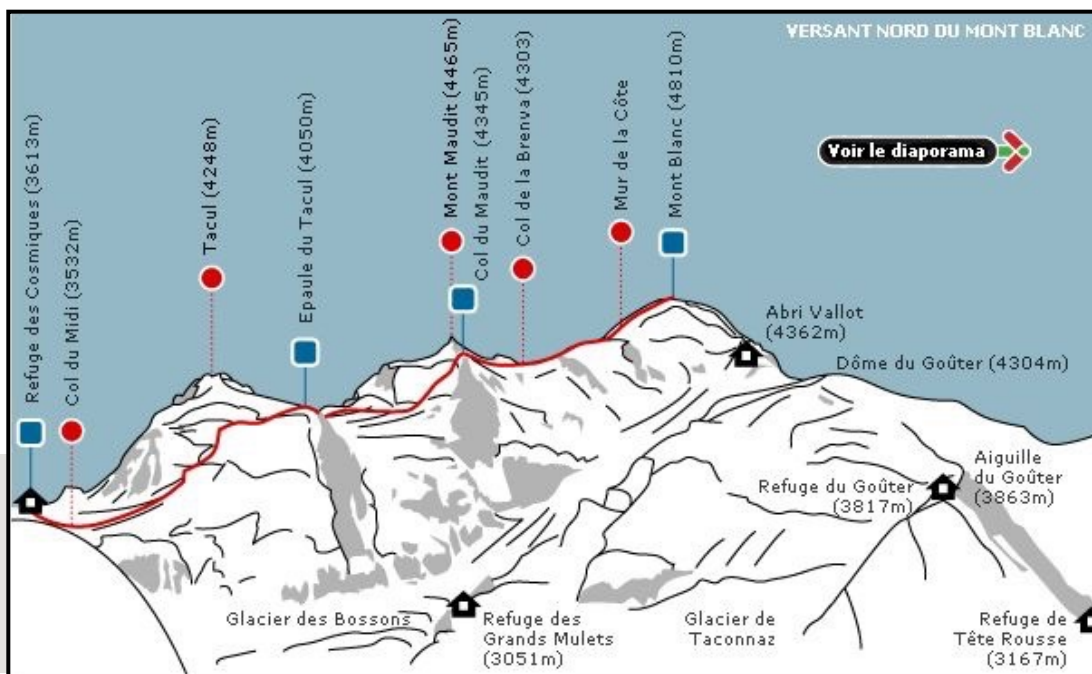 VERSANT NORD DU MONT BLANC
Voir le diaporama
Refuge des Cosmiques (3613m)
Col du Midi (3532m)
Tacul (4248m)
Epaule du Tacul (4050m)
Mont Maudit (4465m)
Col du Maudit (4345m)
Col de la Brenva (4303)
Mur de la Côte
Mont Blanc (4810m)
Abri Vallot
(4362m)
Dôme du Goûter (4304m)
Aiguille
du Goûter
(3863m)
Refuge du Goûter
(3817m)
Glacier des Bossons
Refuge des
Grands Mulets
(3051m)
Glacier de
Taconnaz
Refuge de
Tête Rousse
(3167m)